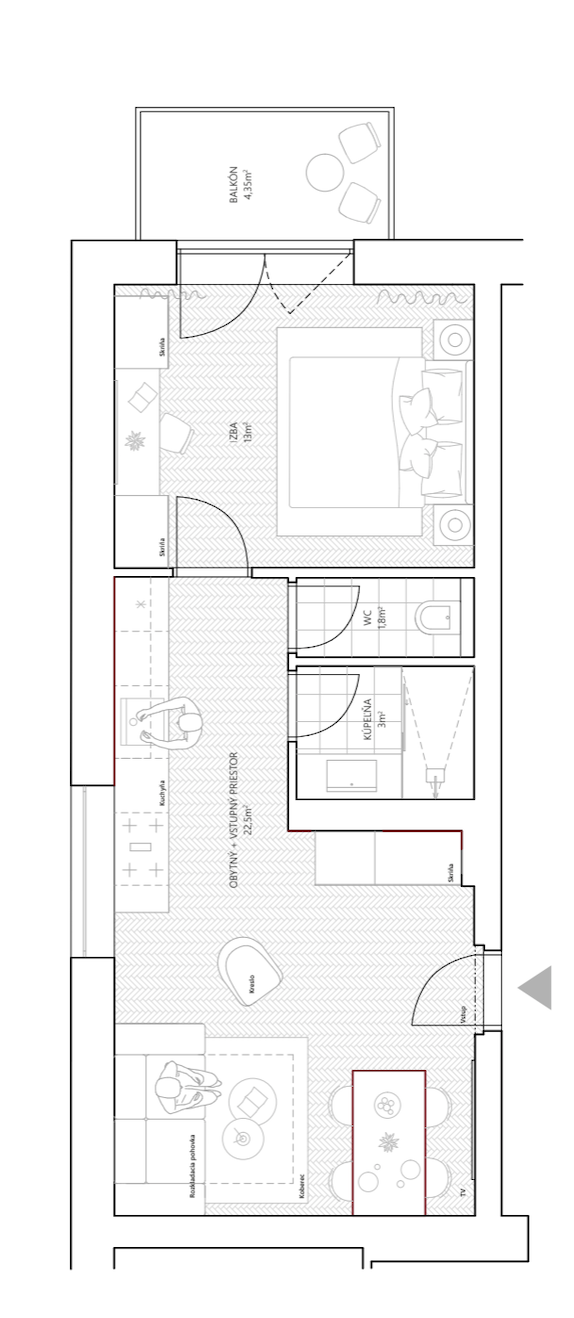 BALKÓN
4,35m²
Skriňa
IZBA
13m²
Skriňa
WC
1,8m²
KÚPEĽŇA
3m²
Kuchyňa
OBYTNÝ + VSTUPNÝ PRIESTOR
22,5m²
Skriňa
Kreslo
Vstup
Rozkladacia pohovka
Koberec
TV